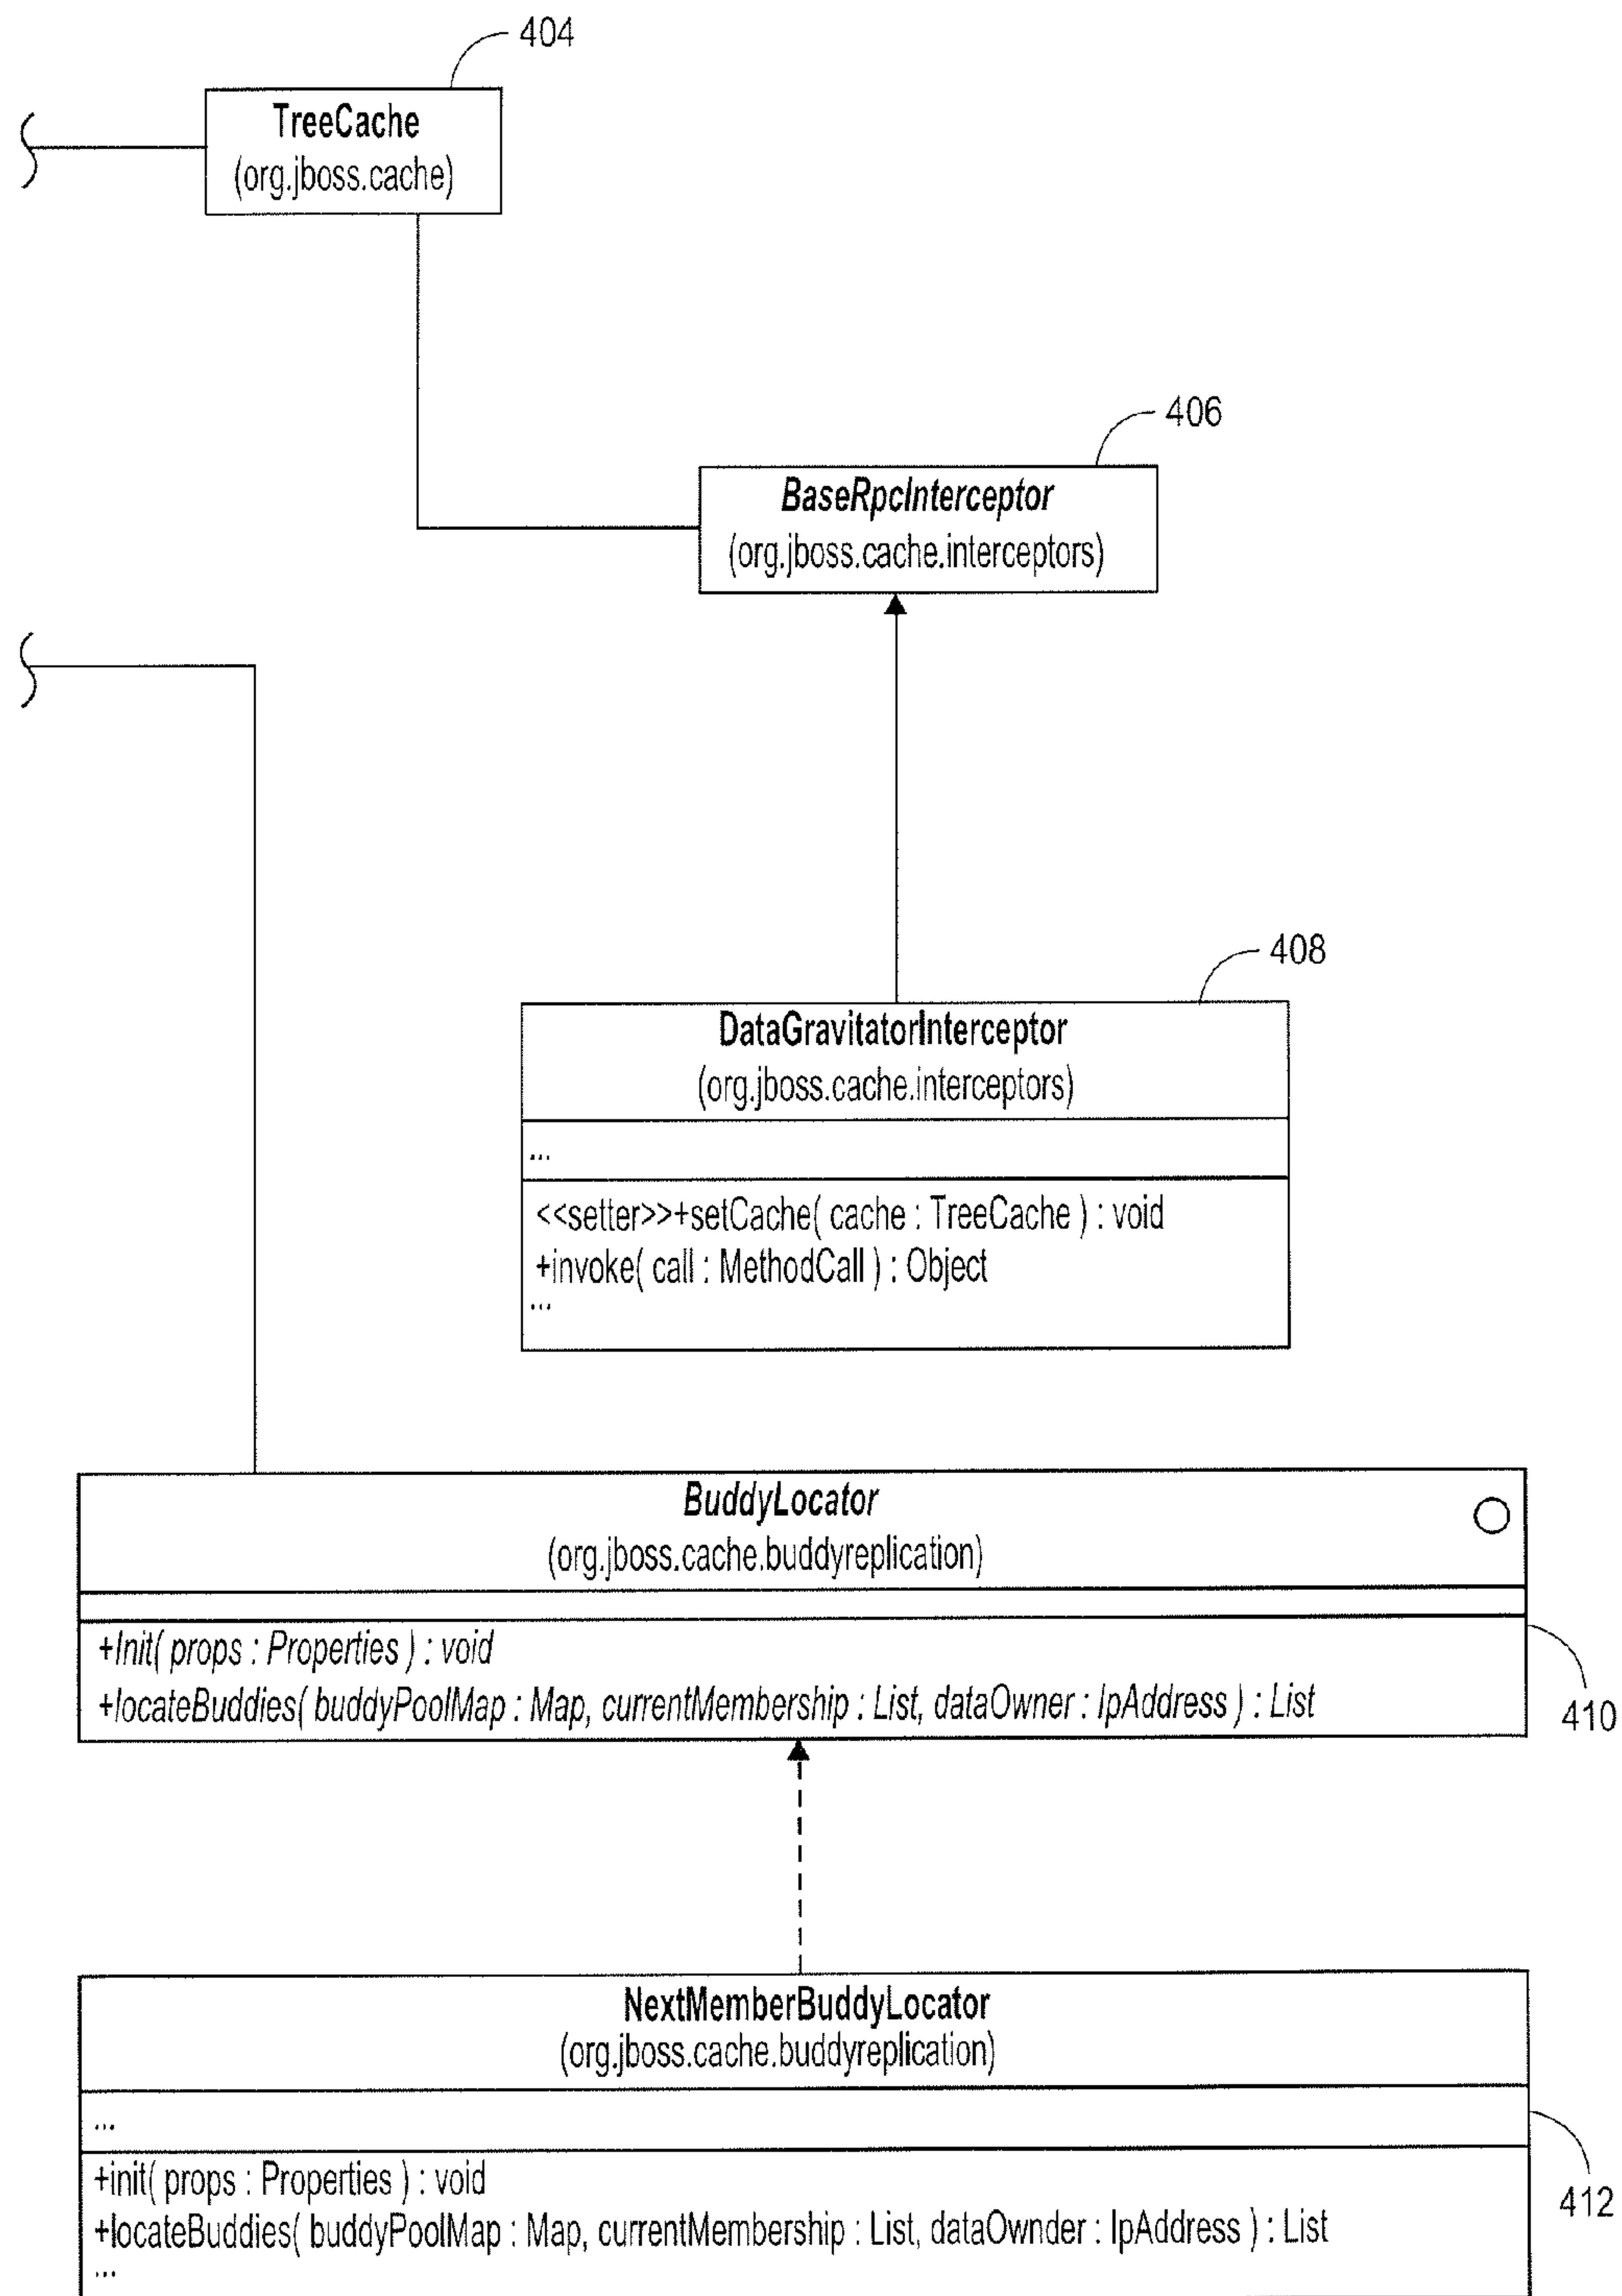 404
TreeCache
(org.jboss.cache)
406
BaseRpcInterceptor
(org.jboss.cache.interceptors)
408
DataGravitatorInterceptor
(org.jboss.cache.interceptors)
...
<<setter>>+setCache( cache : TreeCache ) : void
+invoke( call : MethodCall ) : Object
...
BuddyLocator
(org.jboss.cache.buddyreplication)
+Init( props : Properties ) : void
+locateBuddies( buddyPoolMap : Map, currentMembership : List, dataOwner : IpAddress ) : List
410
NextMemberBuddyLocator
(org.jboss.cache.buddyreplication)
...
+init( props : Properties ) : void
+locateBuddies( buddyPoolMap : Map, currentMembership : List, dataOwnder : IpAddress ) : List
...
412